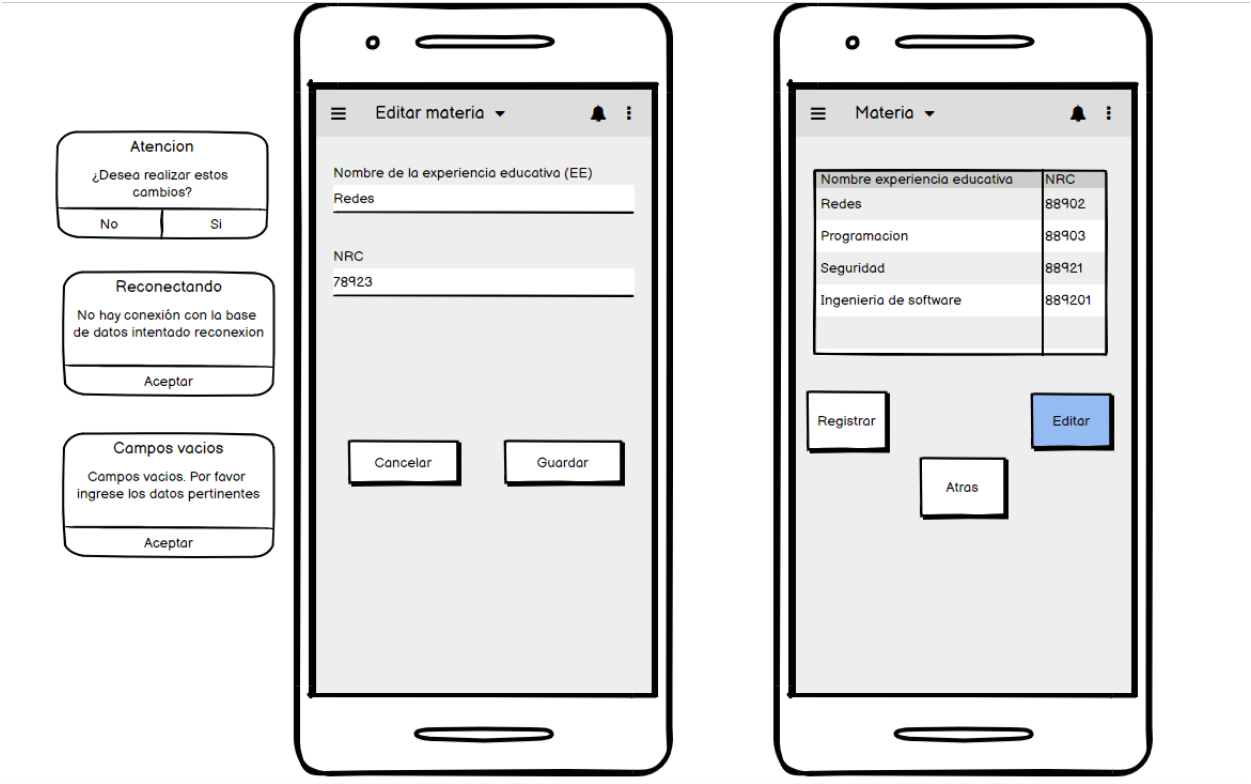 Atencion
¿Desea realizar estos
cambios?
No
Si
Reconectando
No hay conexión con la base
de datos intentado reconexion
Aceptar
Campos vacios
Campos vacios. Por favor
ingrese los datos pertinentes
Aceptar
Editar materia
Nombre de la experiencia educativa (EE)
Redes
NRC
78923
Cancelar
Guardar
Materia
Nombre experiencia educativa NRC
Redes 88902
Programacion 88903
Seguridad 88921
Ingenieria de software 889201
Registrar
Editar
Atras